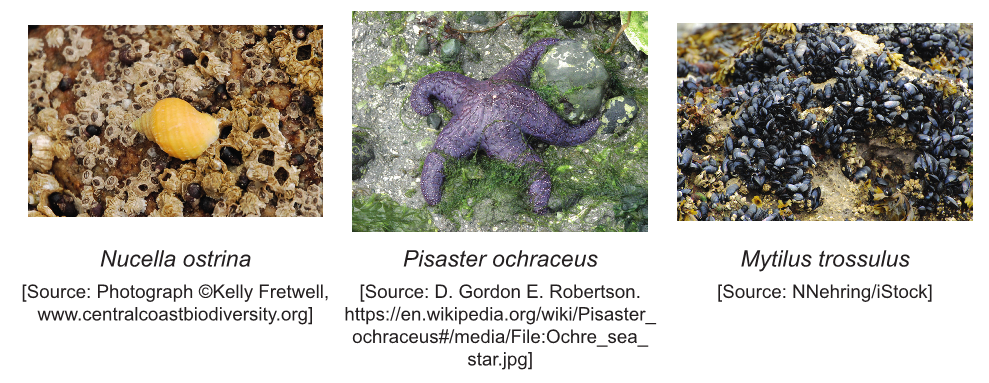 Nucella ostrina
[Source: Photograph ©Kelly Fretwell,
www.centralcoastbiodiversity.org]
Pisaster ochraceus
[Source: D. Gordon E. Robertson.
https://en.wikipedia.org/wiki/Pisaster_
ochraceus#/media/File:Ochre_sea_
star.jpg]
Mytilus trossulus
[Source: NNehring/iStock]